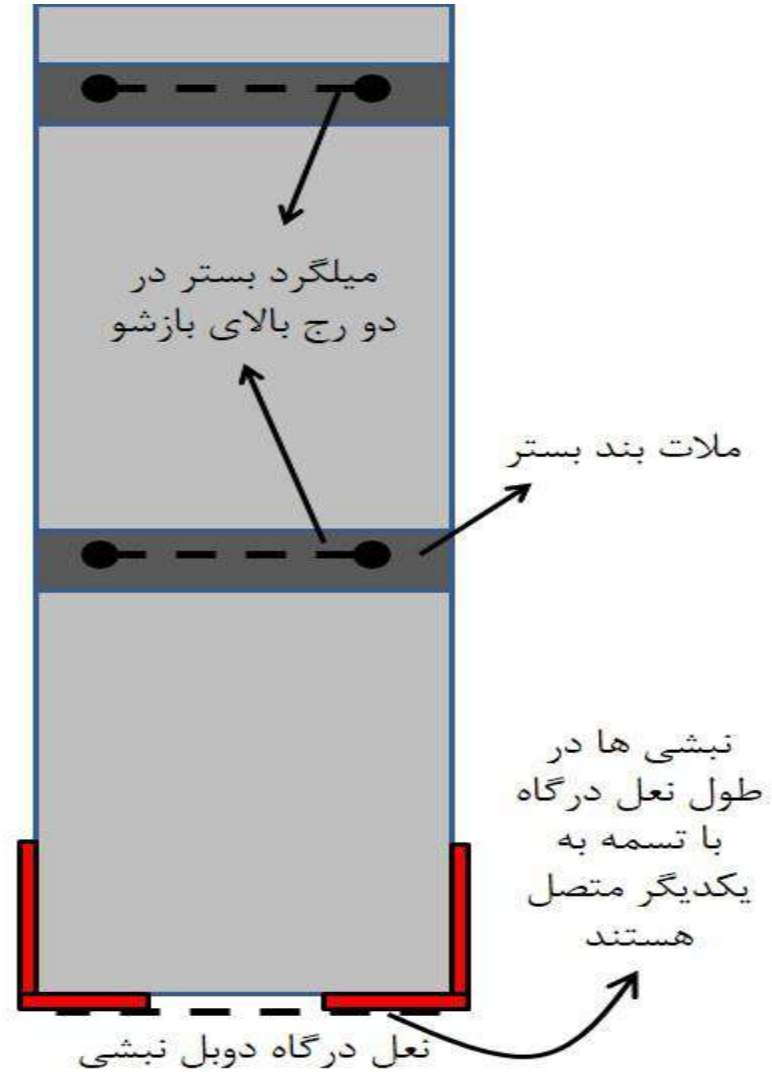 میلگرد بستر در
دو رج بالای بازشو
ملات بند بستر
نبشی ها در
طول نعل درگاه
با تسمه به
یکدیگر متصل
هستند
نعل درگاه دوبل نبشی